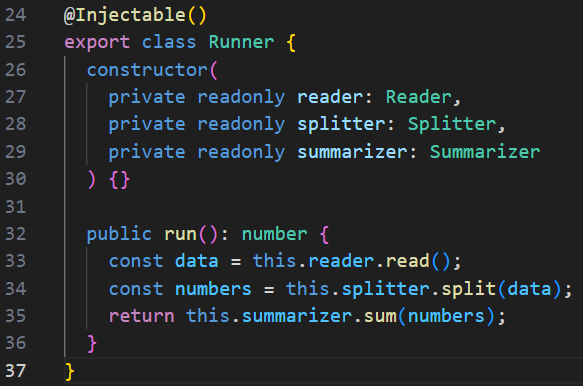 24 @Injectable()
25 export class Runner {
26   constructor(
27     private readonly reader: Reader,
28     private readonly splitter: Splitter,
29     private readonly summarizer: Summarizer
30   ) {}
31
32   public run(): number {
33     const data = this.reader.read();
34     const numbers = this.splitter.split(data);
35     return this.summarizer.sum(numbers);
36   }
37 }